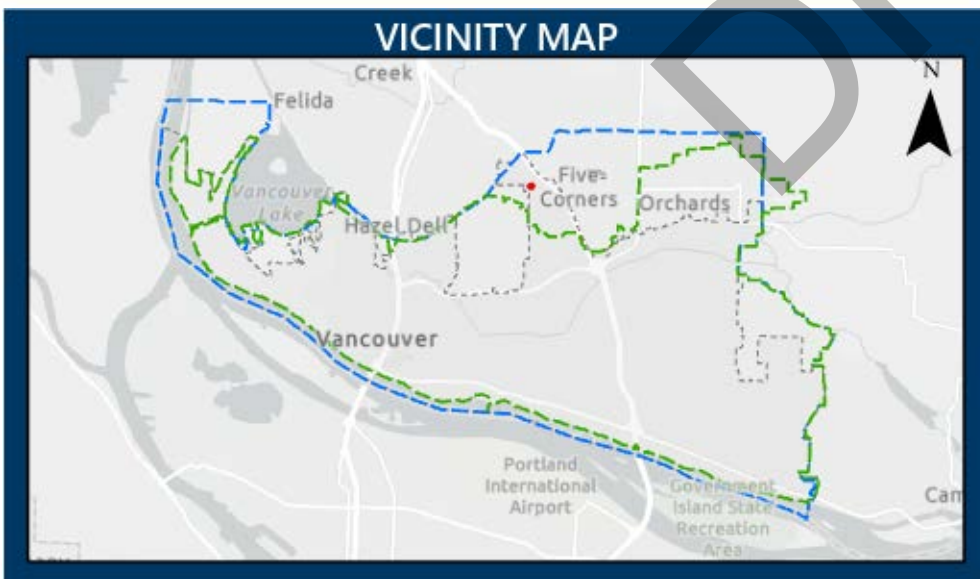 VICINITY MAP
N
Creek
Felida
Vancouver
Lake
Hazel Dell
Five
Corners
Orchards
Vancouver
Portland
International
Airport
Government
Island State
Recreation
Area
Cam